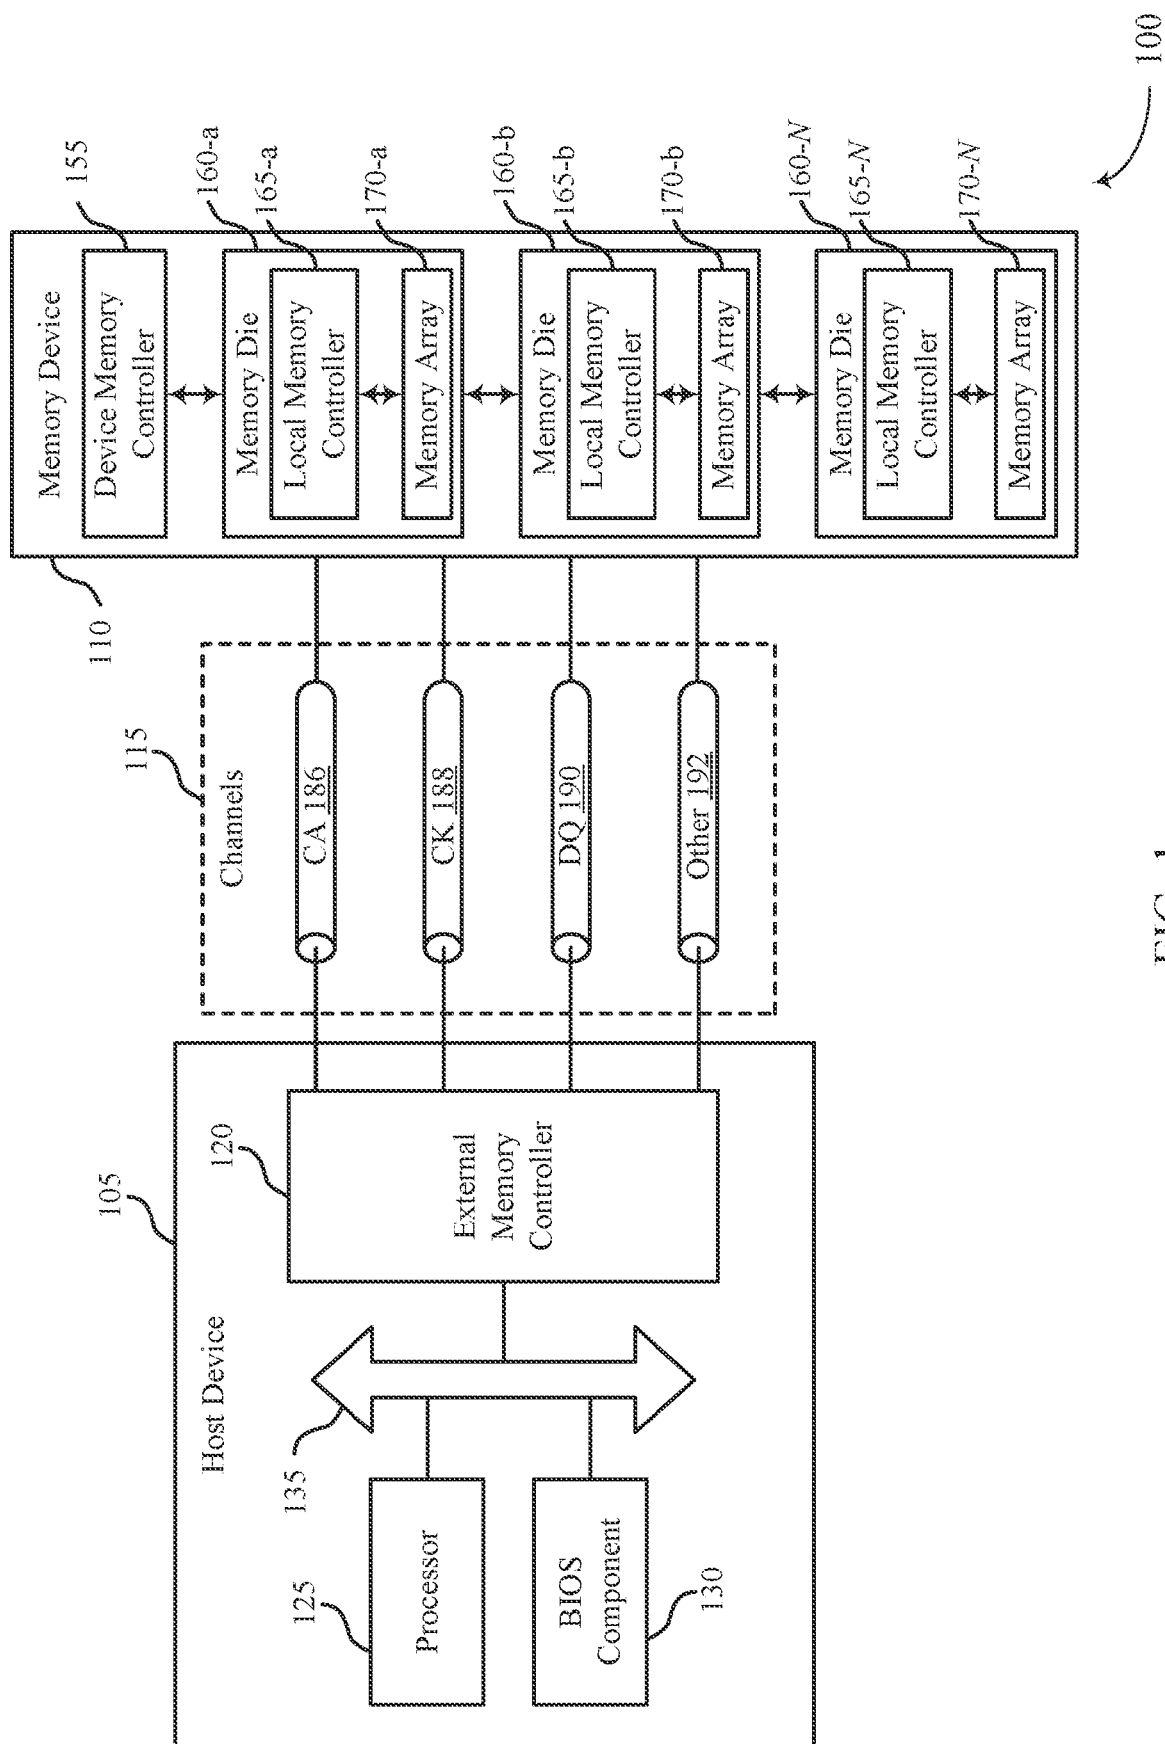 105
Host Device
135
125
Processor
BIOS
Component
130
120
External
Memory
Controller
115
Channels
CA 186
CK 188
DQ 190
Other 192
110
Memory Device
Device Memory
Controller
155
Memory Die
160-a
Local Memory
Controller
165-a
Memory Array
170-a
Memory Die
160-b
Local Memory
Controller
165-b
Memory Array
170-b
Memory Die
160-N
Local Memory
Controller
165-N
Memory Array
170-N
100